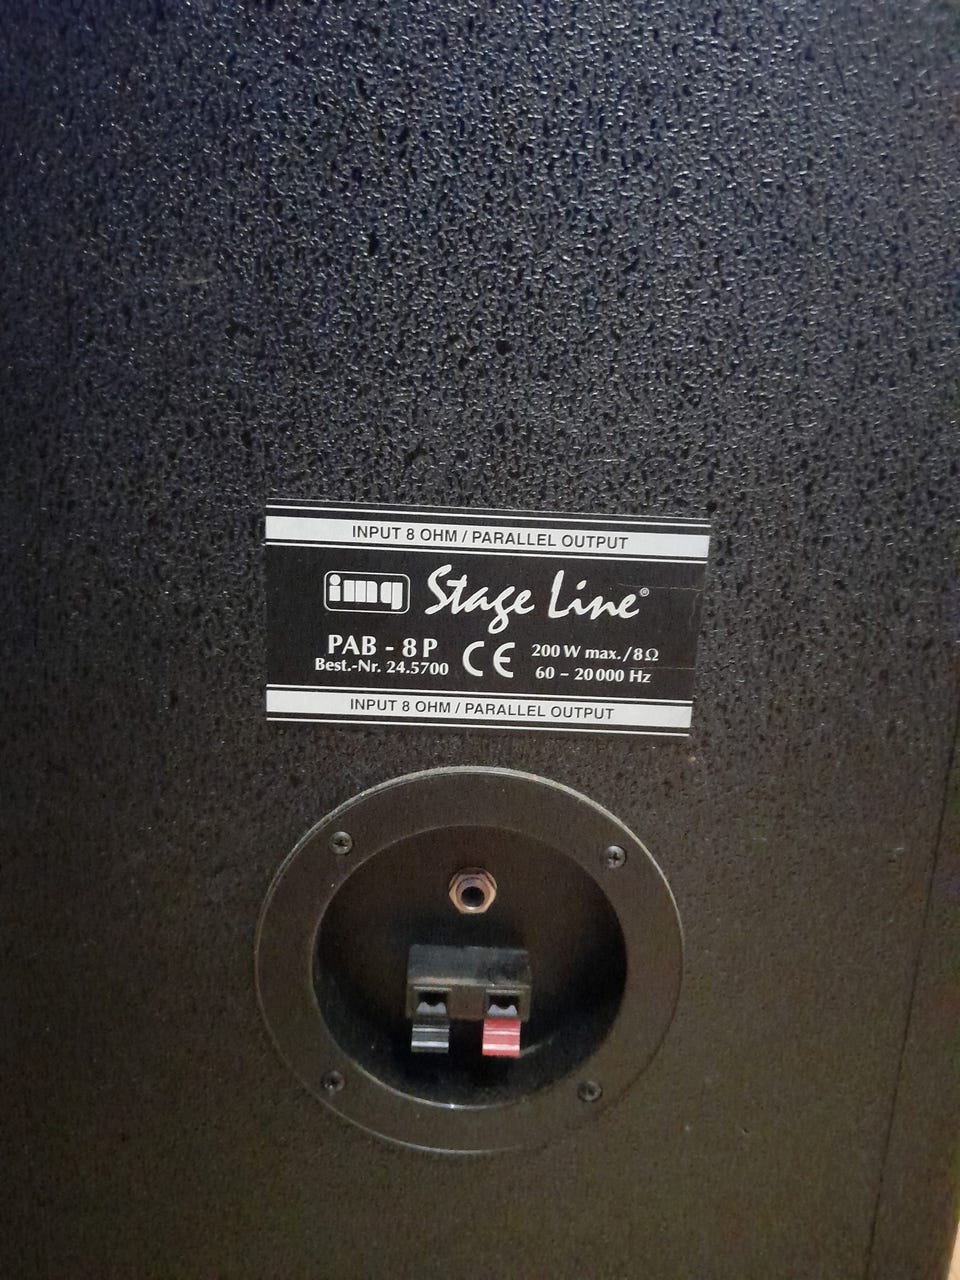 INPUT 8 OHM / PARALLEL OUTPUT
img Stage Line®
PAB - 8 P
Best.-Nr. 24.5700
CE
200 W max. / 8 Ω
60 – 20 000 Hz
INPUT 8 OHM / PARALLEL OUTPUT